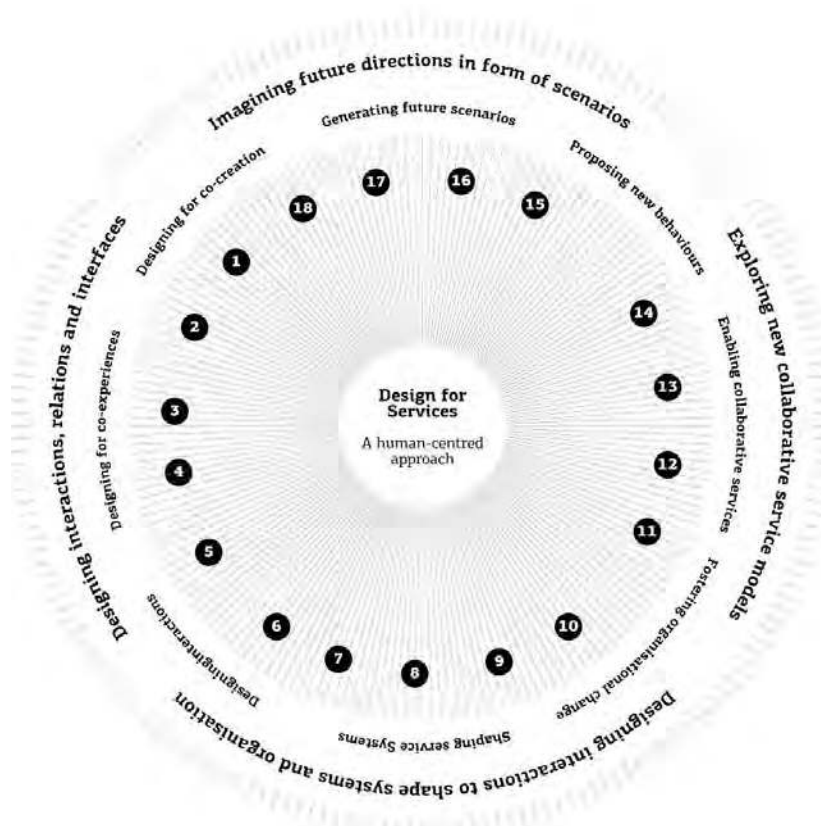 Imagining future directions in form of scenarios
Generating future scenarios
Designing for co-creation
Proposing new behaviours
Designing interactions, relations and interfaces
Exploring new collaborative service models
Designing for co-experiences
Enabling collaborative services
Designinginteractions
Fostering organisational change
Shaping service Systems
Designing interactions to shape systems and organisation
Design for
Services
A human-centred
approach
1
2
3
4
5
6
7
8
9
10
11
12
13
14
15
16
17
18